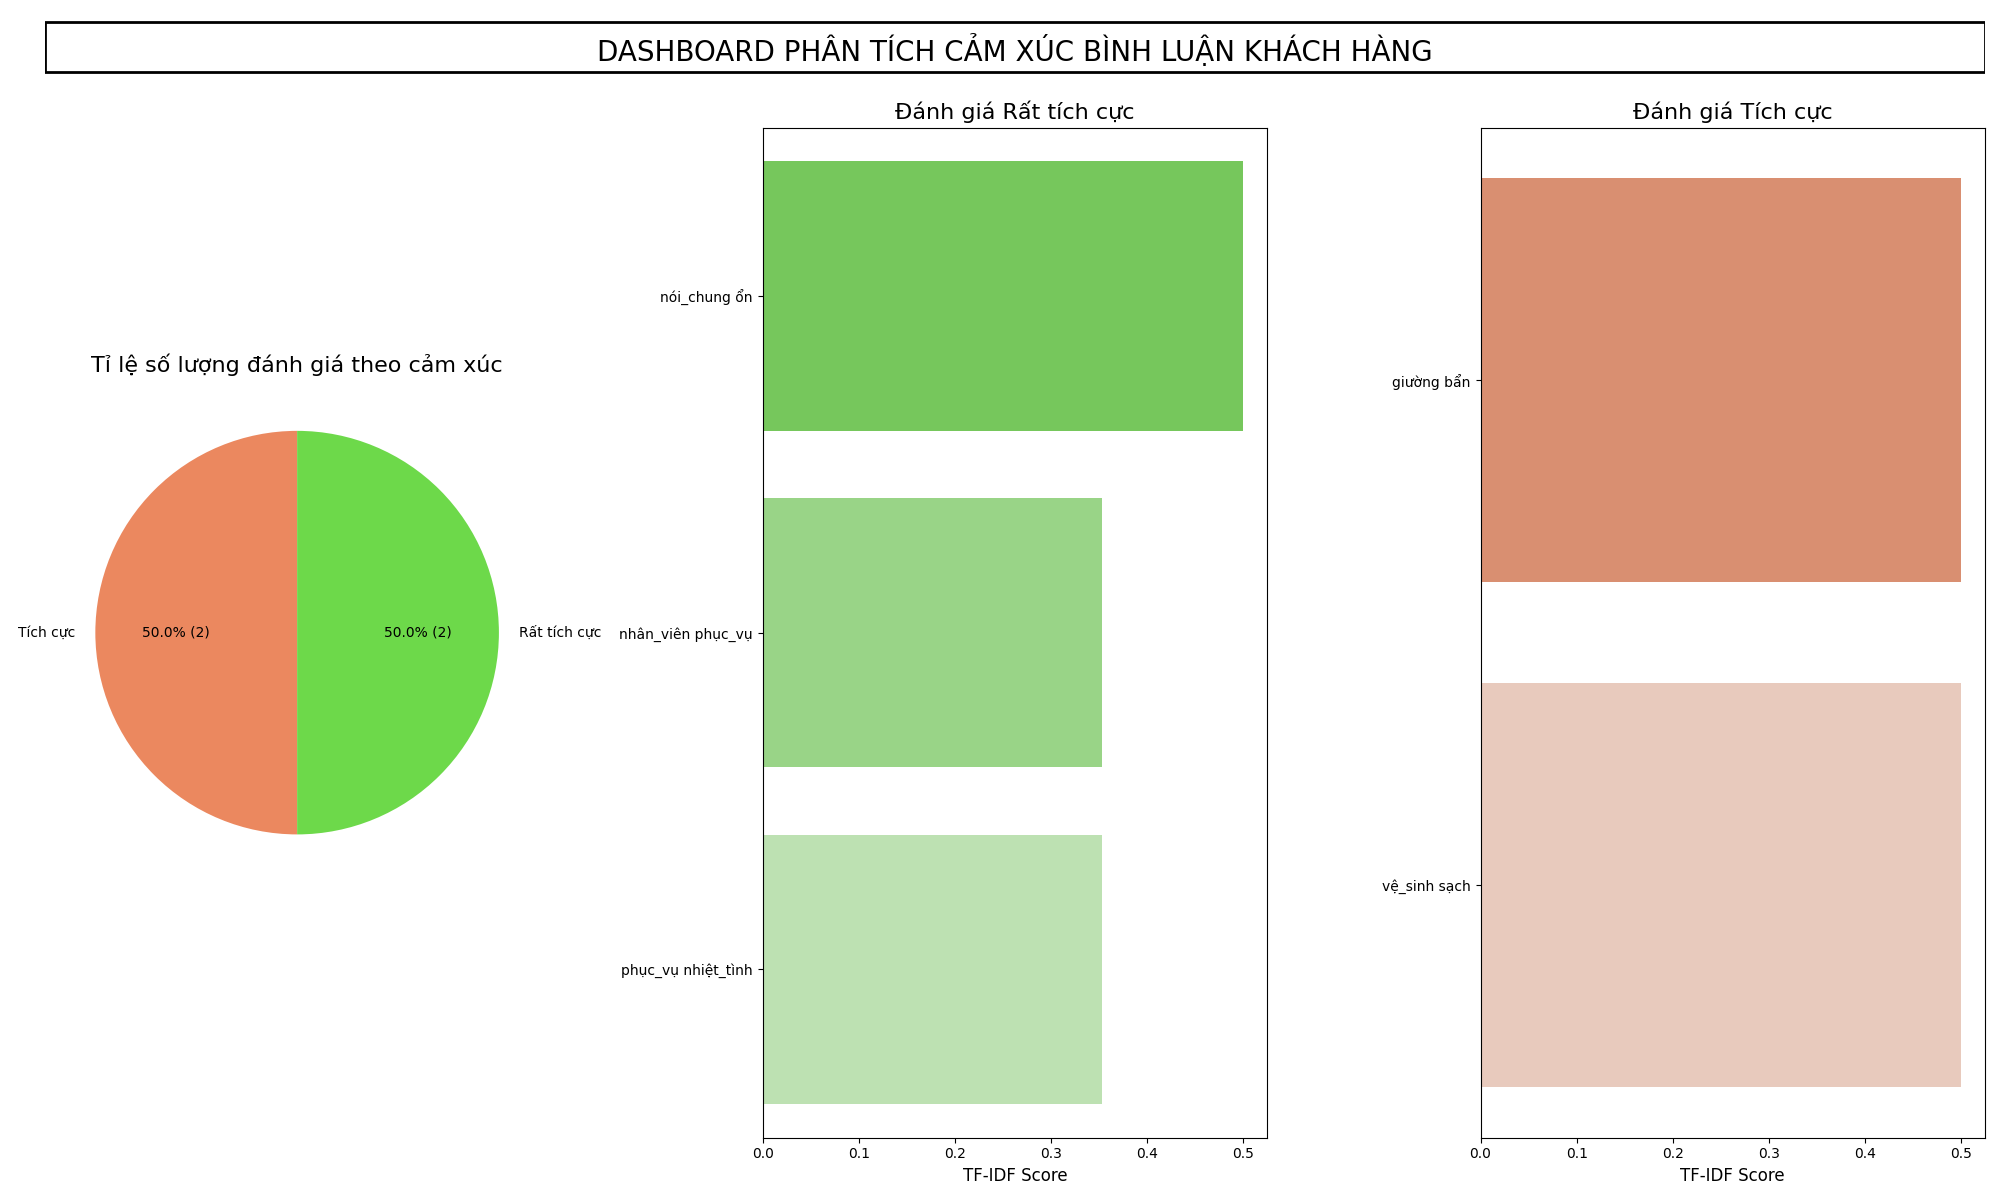 DASHBOARD PHÂN TÍCH CẢM XÚC BÌNH LUẬN KHÁCH HÀNG
Tỉ lệ số lượng đánh giá theo cảm xúc
Tích cực
50.0% (2)
50.0% (2)
Rất tích cực
Đánh giá Rất tích cực
nói_chung ổn
nhân_viên phục_vụ
phục_vụ nhiệt_tình
0.0 0.1 0.2 0.3 0.4 0.5
TF-IDF Score
Đánh giá Tích cực
giường bẩn
vệ_sinh sạch
0.0 0.1 0.2 0.3 0.4 0.5
TF-IDF Score